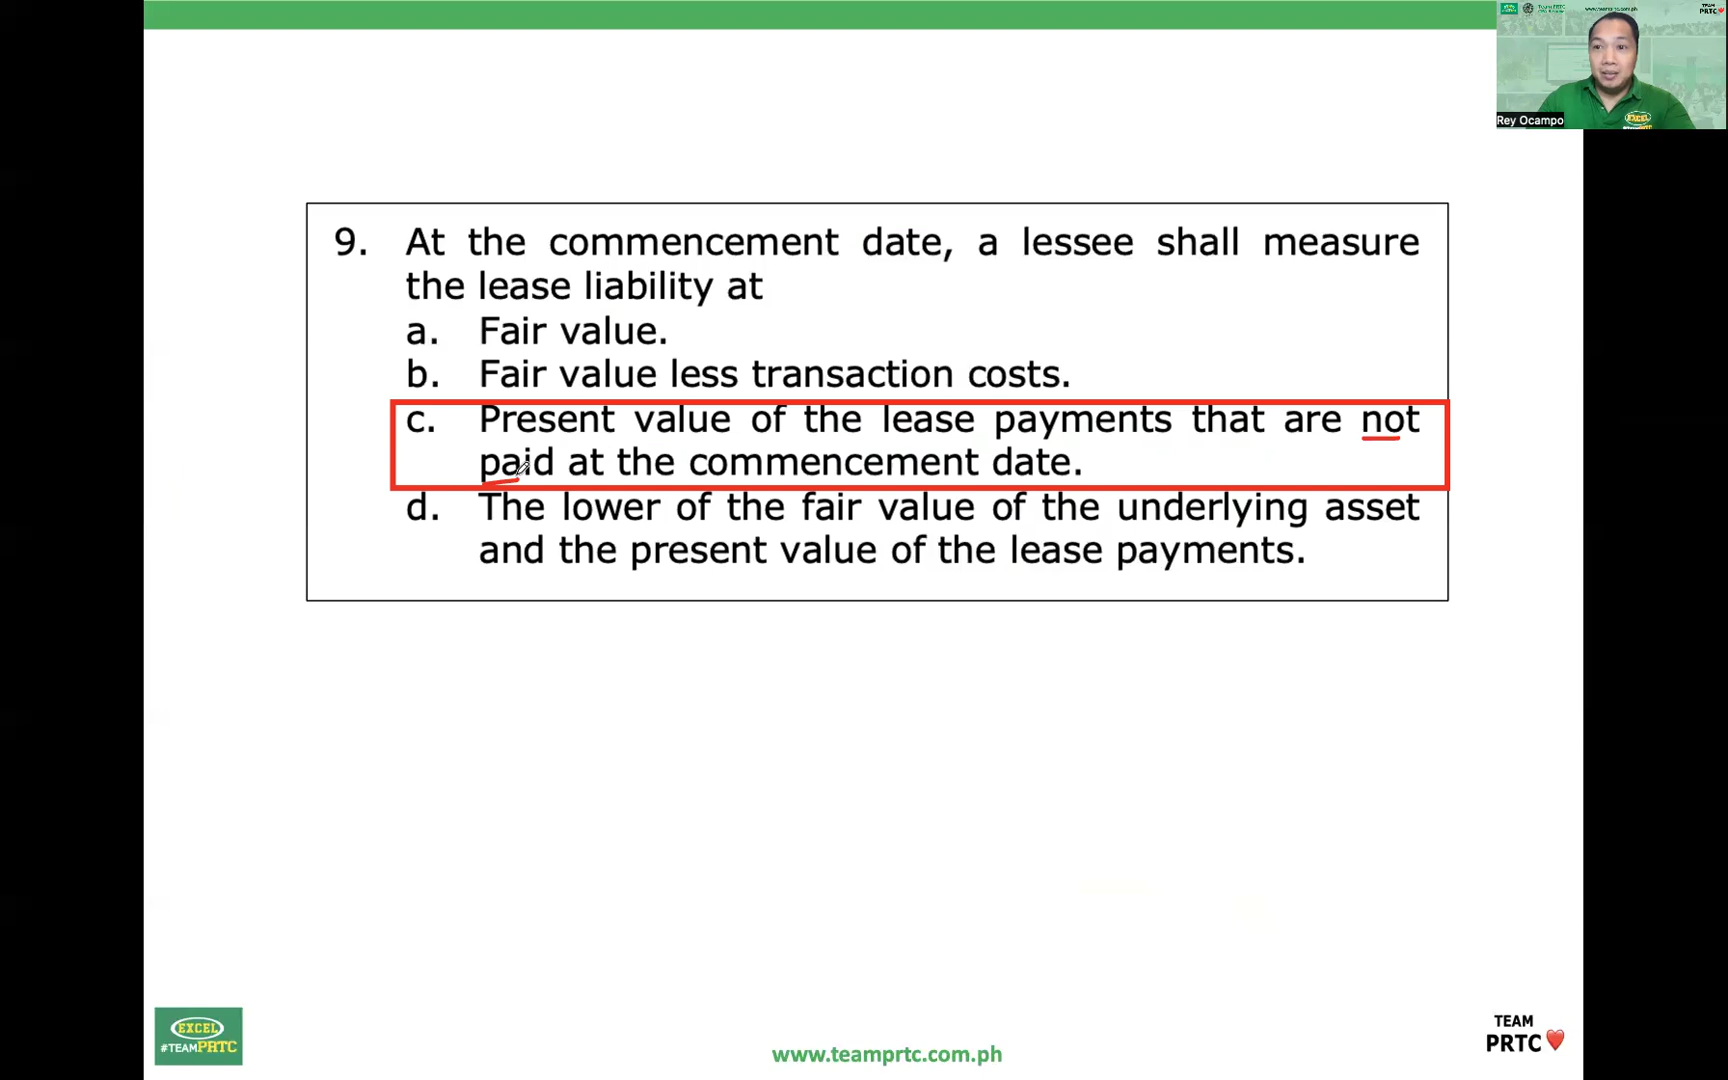 TEAM
PRTC
Rey Ocampo
9. At the commencement date, a lessee shall measure
the lease liability at
a. Fair value.
b. Fair value less transaction costs.
c. Present value of the lease payments that are not
paid at the commencement date.
d. The lower of the fair value of the underlying asset
and the present value of the lease payments.
EXCEL
#TEAMPRTC
www.teamprtc.com.ph
TEAM
PRTC